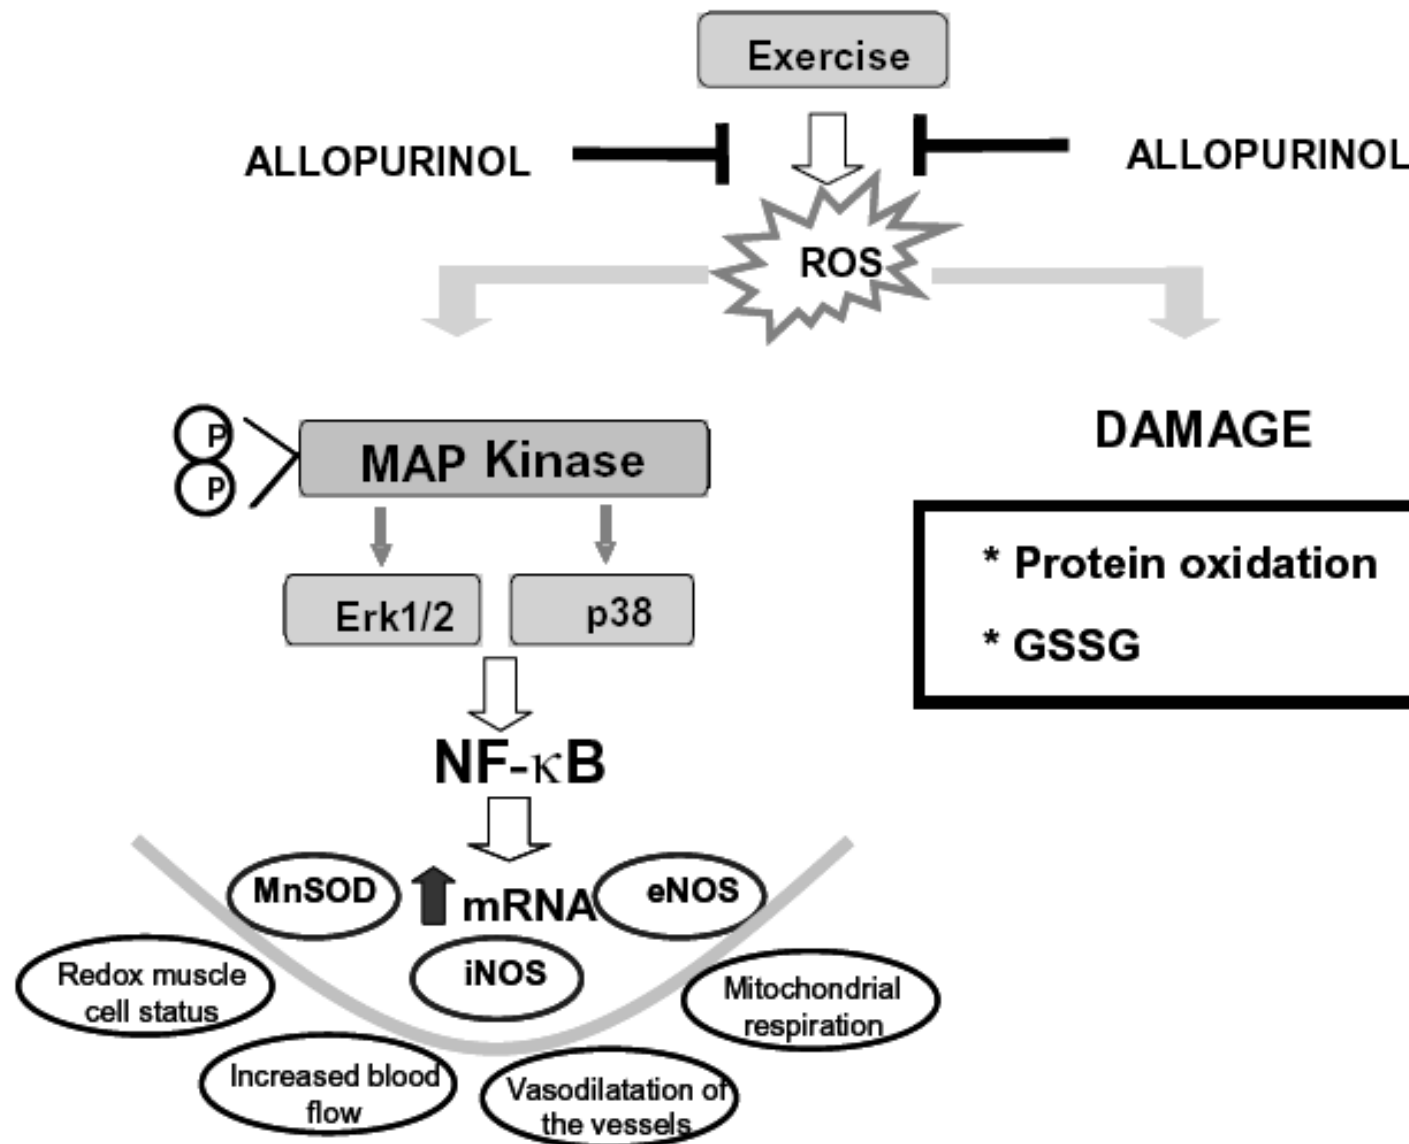 Exercise
ALLOPURINOL
ALLOPURINOL
ROS
P
P
MAP Kinase
DAMAGE
* Protein oxidation
* GSSG
Erk1/2
p38
NF-κB
MnSOD
mRNA
eNOS
iNOS
Redox muscle
cell status
Mitochondrial
respiration
Increased blood
flow
Vasodilatation of
the vessels